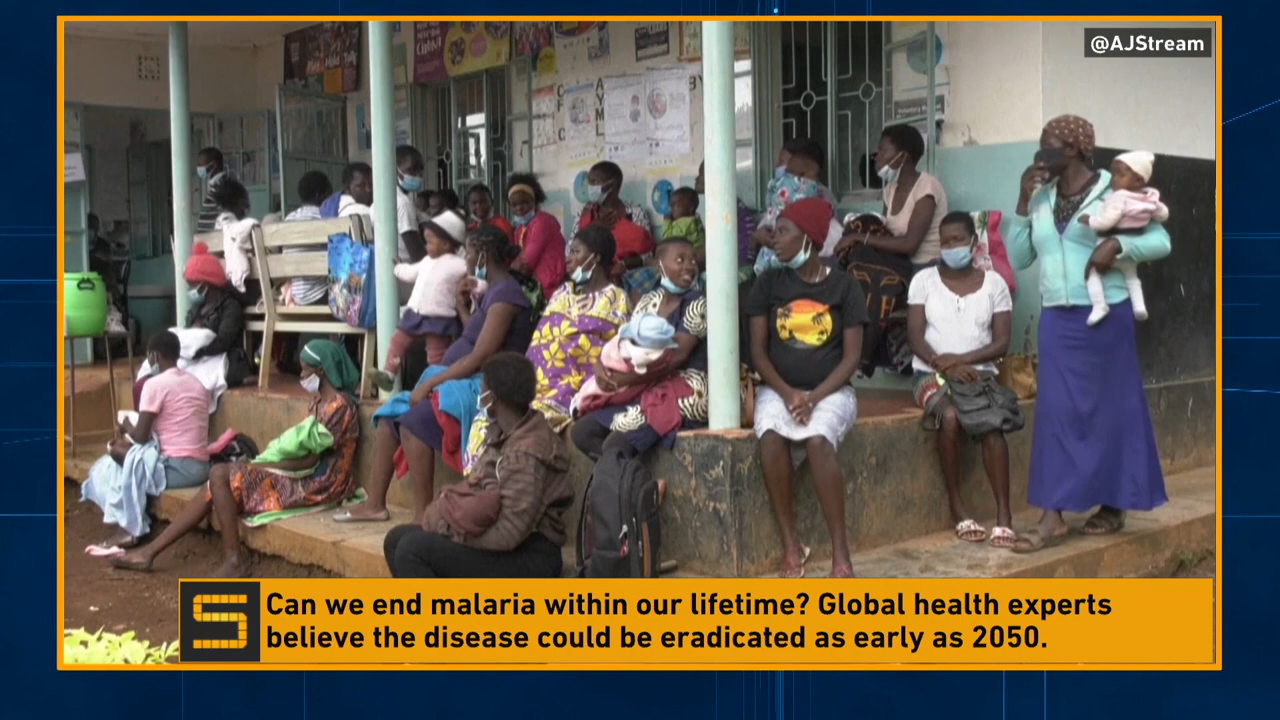 @AJStream
Can we end malaria within our lifetime? Global health experts
believe the disease could be eradicated as early as 2050.